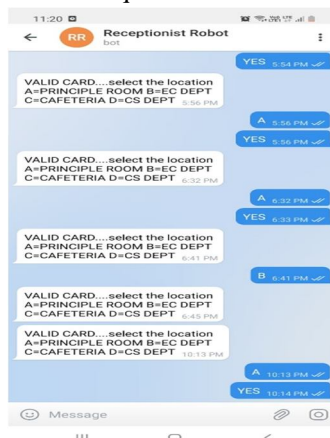 11:20
RR
Receptionist Robot
bot
YES 5:54 PM
VALID CARD....select the location
A=PRINCIPLE ROOM B=EC DEPT
C=CAFETERIA D=CS DEPT 5:56 PM
A 5:56 PM
YES 5:56 PM
VALID CARD....select the location
A=PRINCIPLE ROOM B=EC DEPT
C=CAFETERIA D=CS DEPT 6:32 PM
A 6:32 PM
YES 6:33 PM
VALID CARD....select the location
A=PRINCIPLE ROOM B=EC DEPT
C=CAFETERIA D=CS DEPT 6:41 PM
B 6:41 PM
VALID CARD....select the location
A=PRINCIPLE ROOM B=EC DEPT
C=CAFETERIA D=CS DEPT 6:45 PM
VALID CARD....select the location
A=PRINCIPLE ROOM B=EC DEPT
C=CAFETERIA D=CS DEPT 10:13 PM
A 10:13 PM
YES 10:14 PM
Message